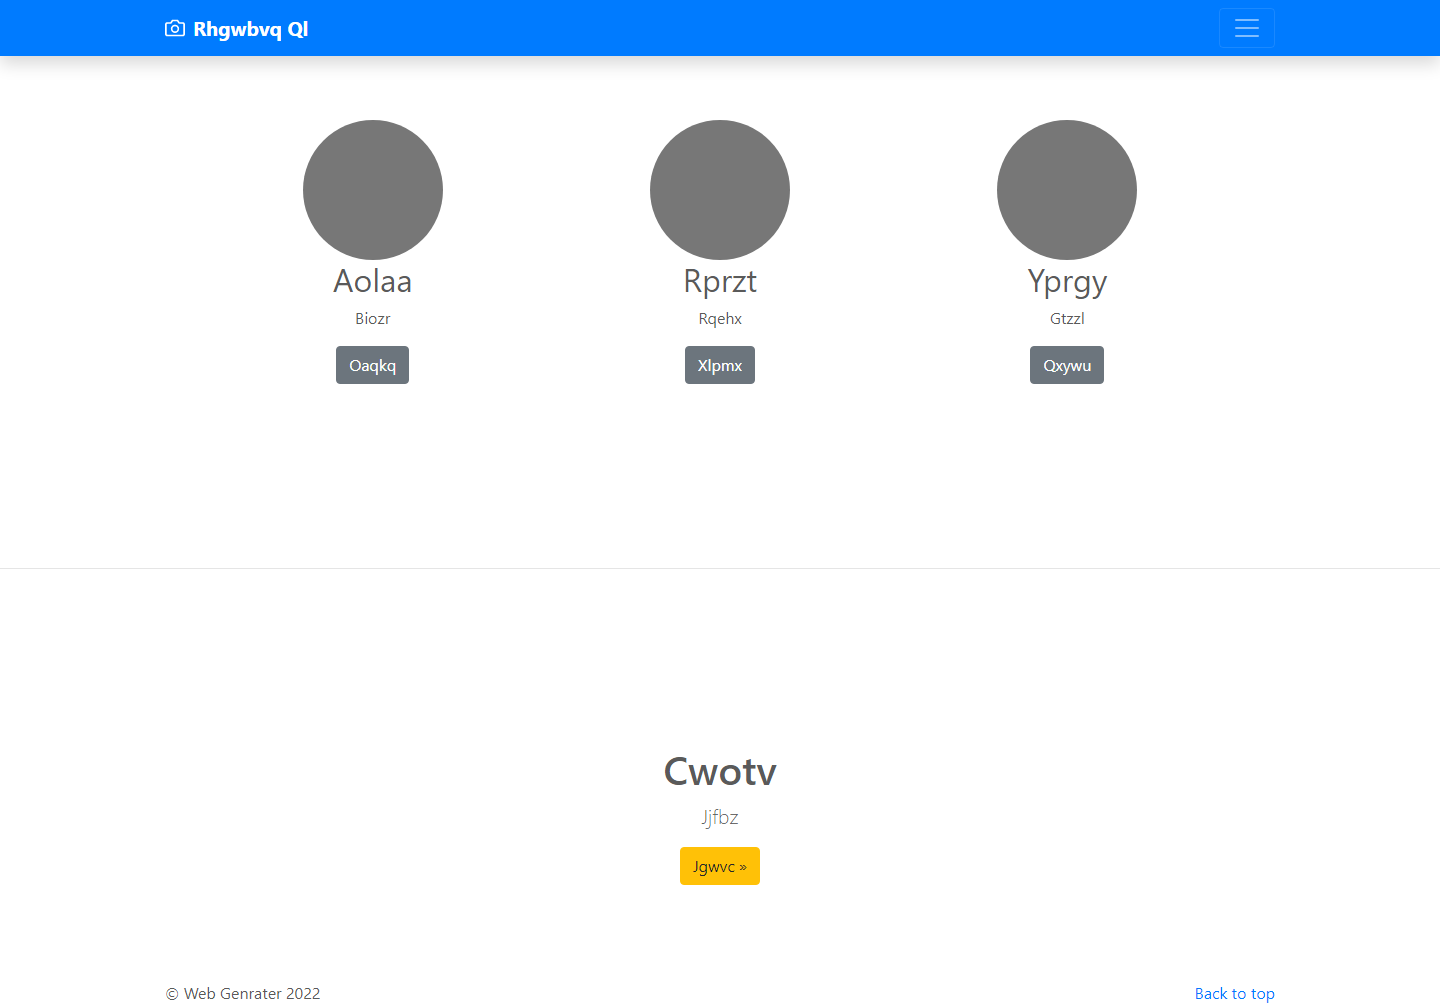 Rhgwbvq Ql
Aolaa
Biozr
Oaqkq
Rprzt
Rqehx
Xlpmx
Yprgy
Gtzzl
Qxywu
Cwotv
Jjfbz
Jgwvc »
© Web Genrater 2022
Back to top